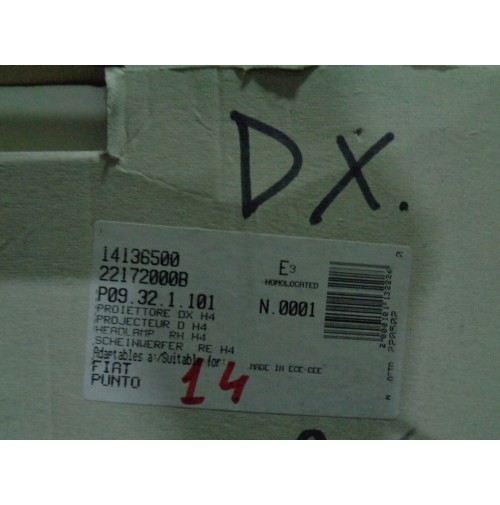 DX.
14136500
22172000B
P09.32.1.101
E3
HOMOLOGATED
N.0001
PROIETTORE DX H4
PROJECTEUR D H4
HEADLAMP RH H4
SCHEINWERFER RE H4
Adaptables a:/Suitable for:
MADE IN ECE-CEE
FIAT
PUNTO
14